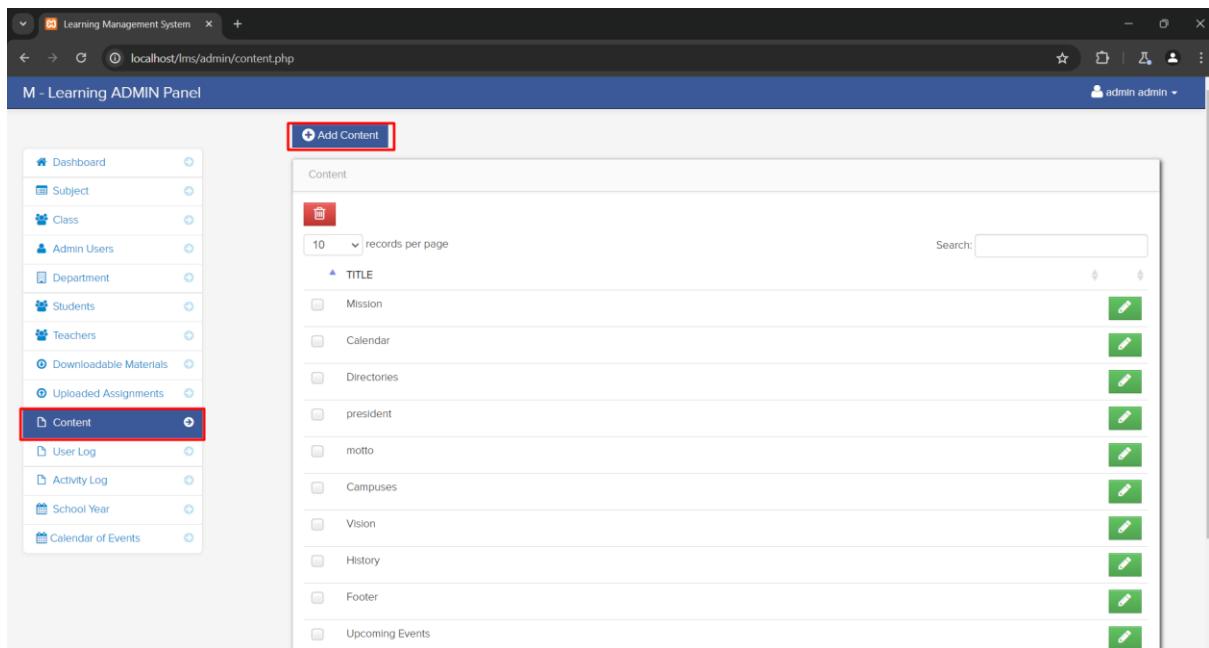 Learning Management System
localhost/lms/admin/content.php
M - Learning ADMIN Panel
admin admin
Add Content
Dashboard
Subject
Class
Admin Users
Department
Students
Teachers
Downloadable Materials
Uploaded Assignments
Content
User Log
Activity Log
School Year
Calendar of Events
Content
10 records per page
Search:
TITLE
Mission
Calendar
Directories
president
motto
Campuses
Vision
History
Footer
Upcoming Events